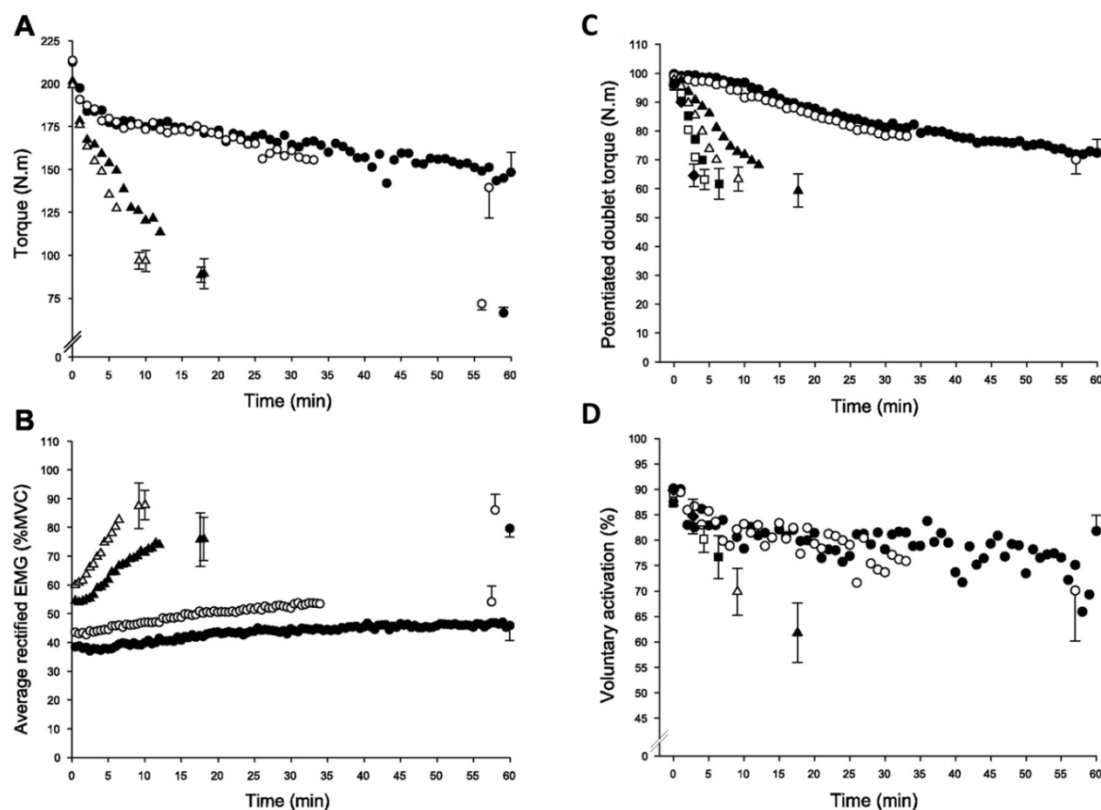 A
Torque (N.m)
225
200
175
150
125
100
75
0
0 5 10 15 20 25 30 35 40 45 50 55 60
Time (min)
B
Average rectified EMG (%MVC)
110
100
90
80
70
60
50
40
30
20
10
0
0 5 10 15 20 25 30 35 40 45 50 55 60
Time (min)
C
Potentiated doublet torque (N.m)
110
100
90
80
70
60
50
40
30
20
10
0
0 5 10 15 20 25 30 35 40 45 50 55 60
Time (min)
D
Voluntary activation (%)
100
95
90
85
80
75
70
65
60
55
50
45
0
0 5 10 15 20 25 30 35 40 45 50 55 60
Time (min)